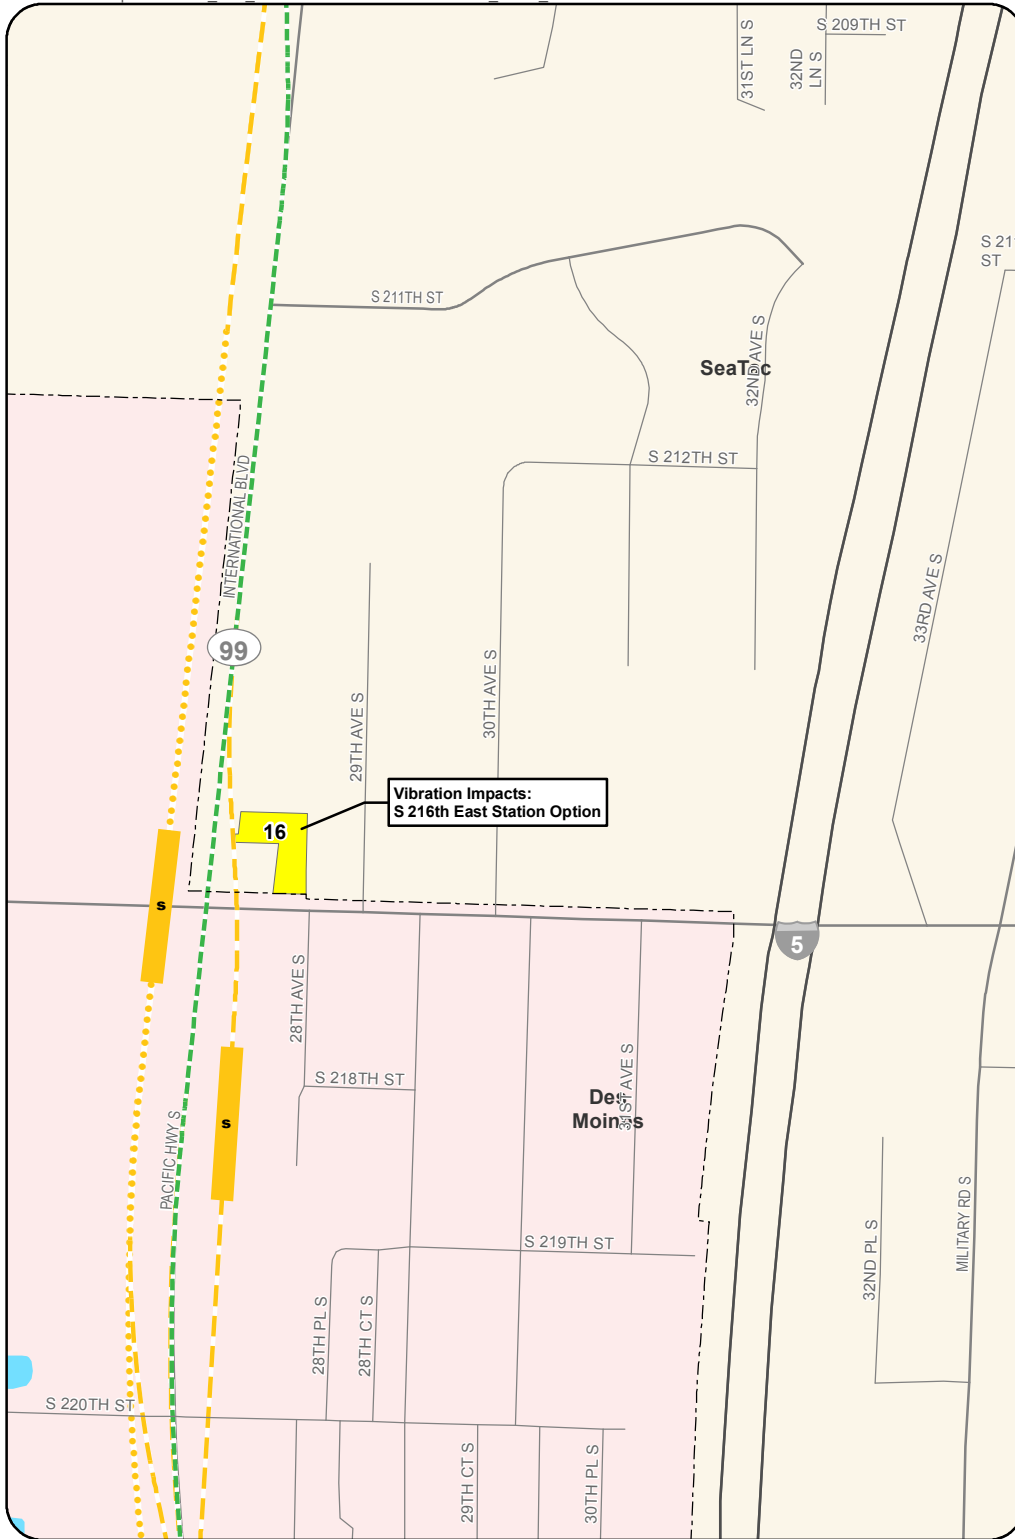 S 209TH ST
31ST LN S
32ND
LN S
S 211
ST
S 211TH ST
32ND AVE S
SeaTac
S 212TH ST
INTERNATIONAL BLVD
33RD AVE S
99
29TH AVE S
30TH AVE S
Vibration Impacts:
S 216th East Station Option
16
s
5
28TH AVE S
S 218TH ST
31ST AVE S
Des
Moines
s
PACIFIC HWY S
S 219TH ST
32ND PL S
MILITARY RD S
28TH PL S
28TH CT S
S 220TH ST
29TH CT S
30TH PL S